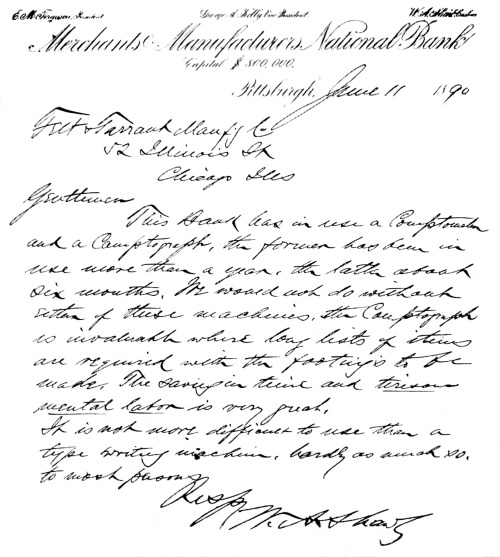 E. M. Ferguson, President George A. Kelly Vice President W. A. Shaw Cashier
Merchants & Manufacturers National Bank
Capital $800,000.
Pittsburgh, June 11 1890
Felt & Tarrant Manfg Co
52 Illinois St
Chicago Ills
Gentlemen
This Bank has in use a Comptometer
and a Comptograph, the former has been in
use more than a year, the latter about
six months. We would not do without
either of these machines, the Comptograph
is invaluable where long lists of items
are required with the footings to be
made. The saving in time and tiresome
mental labor is very great.
It is not more difficult to use than a
type writing machine, hardly as much so.
to most persons
Respy
W. A. Shaw